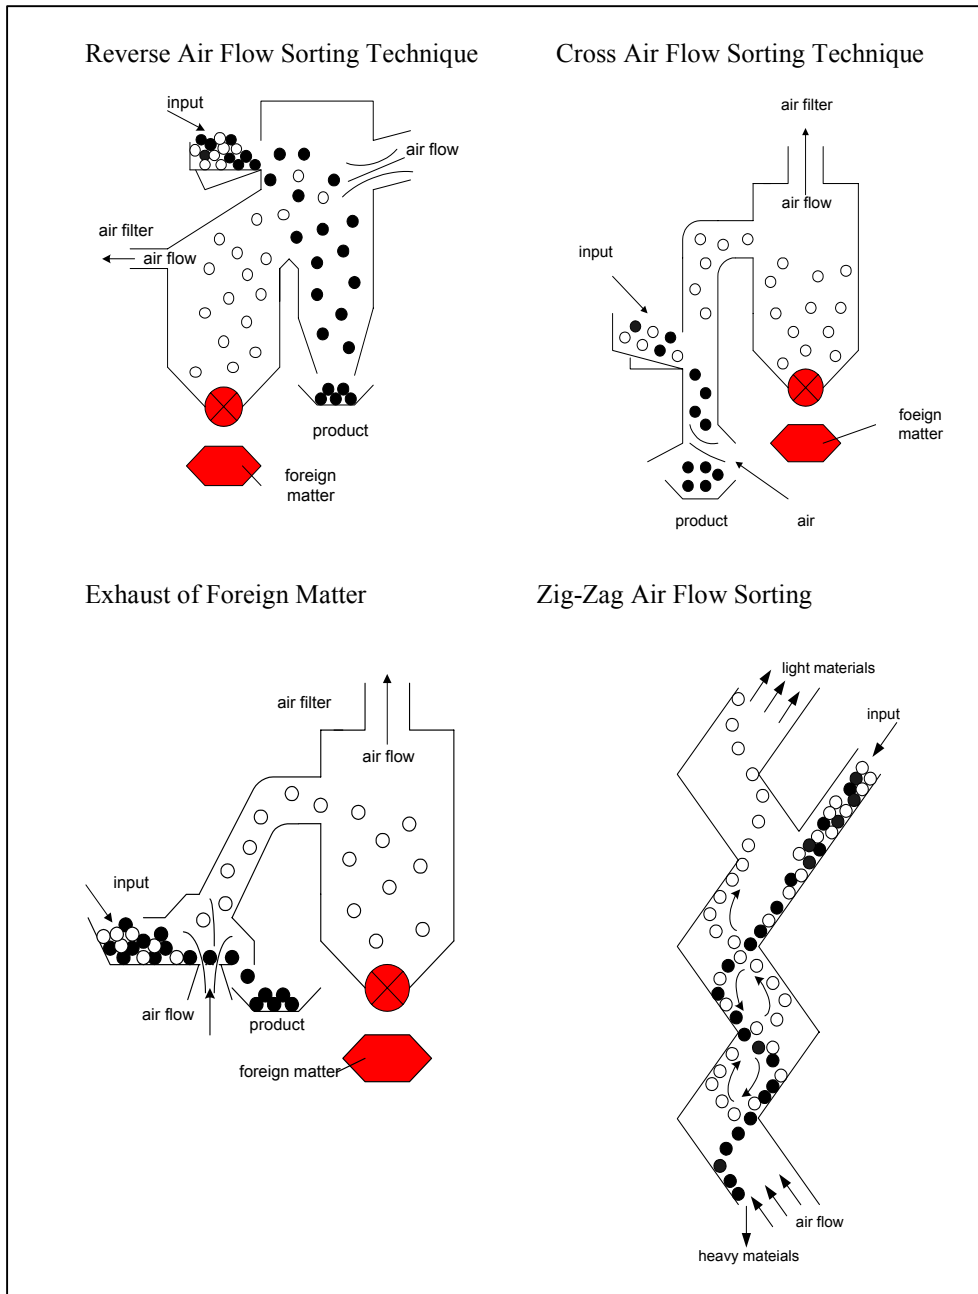 Reverse Air Flow Sorting Technique
input
air flow
air filter
air flow
product
foreign
matter
Cross Air Flow Sorting Technique
air filter
air flow
input
foeign
matter
product
air
Exhaust of Foreign Matter
air filter
air flow
input
air flow
product
foreign matter
Zig-Zag Air Flow Sorting
light materials
input
air flow
heavy mateials